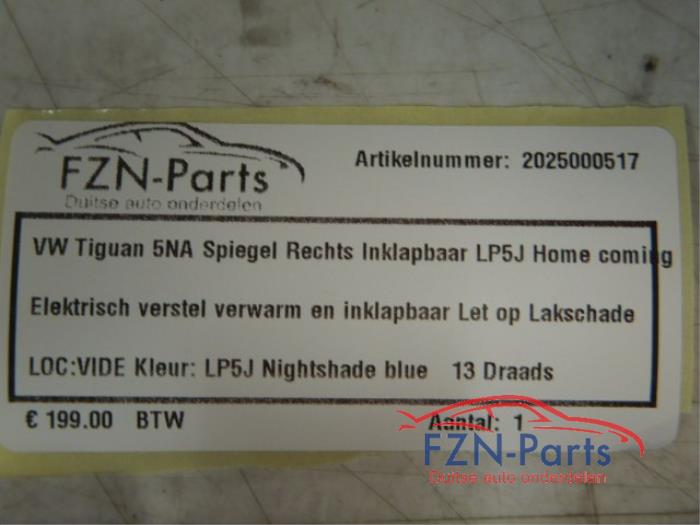 FZN-Parts
Duitse auto onderdelen
Artikelnummer: 2025000517
VW Tiguan 5NA Spiegel Rechts Inklapbaar LP5J Home coming
Elektrisch verstel verwarm en inklapbaar Let op Lakschade
LOC:VIDE Kleur: LP5J Nightshade blue 13 Draads
€ 199.00 BTW
Aantal: 1
FZN-Parts
Duitse auto onderdelen